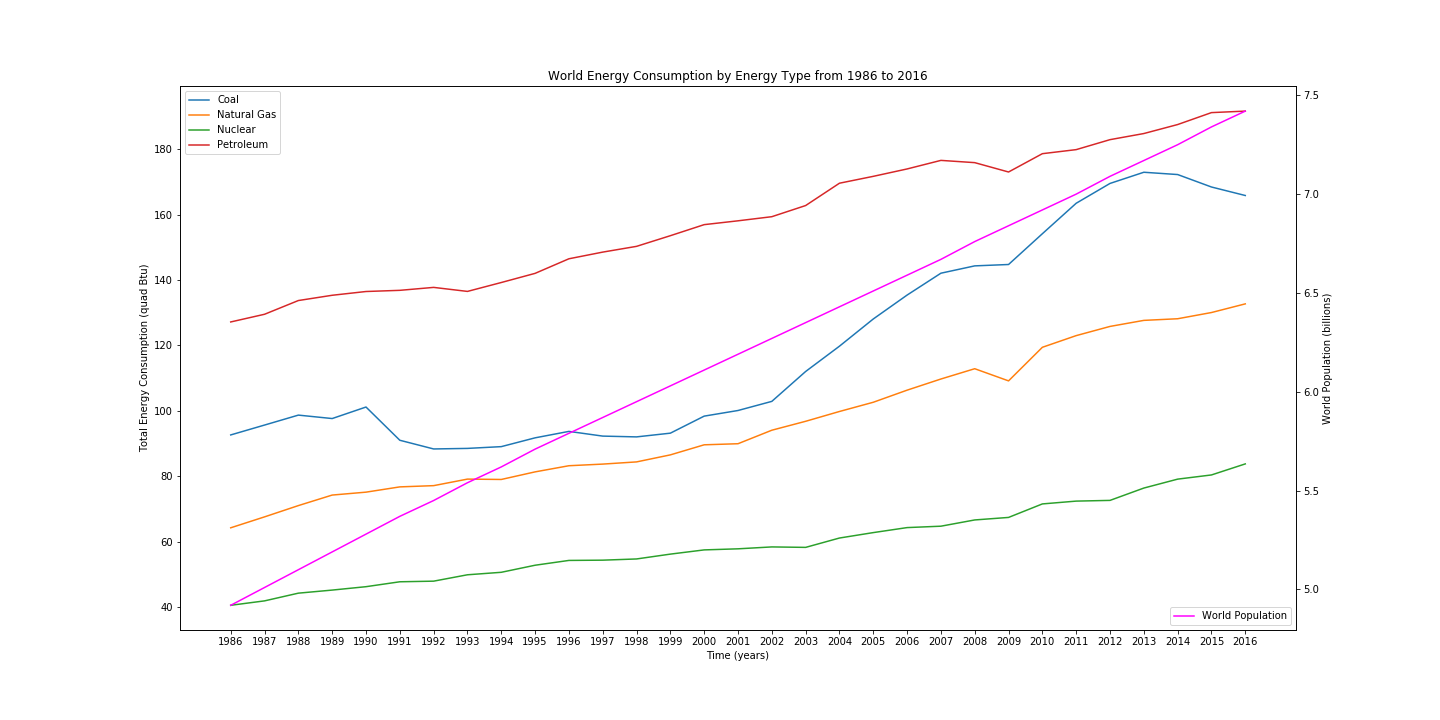 World Energy Consumption by Energy Type from 1986 to 2016
Coal
Natural Gas
Nuclear
Petroleum
Total Energy Consumption (quad Btu)
180
160
140
120
100
80
60
40
7.5
7.0
6.5
6.0
5.5
5.0
World Population (billions)
World Population
1986 1987 1988 1989 1990 1991 1992 1993 1994 1995 1996 1997 1998 1999 2000 2001 2002 2003 2004 2005 2006 2007 2008 2009 2010 2011 2012 2013 2014 2015 2016
Time (years)